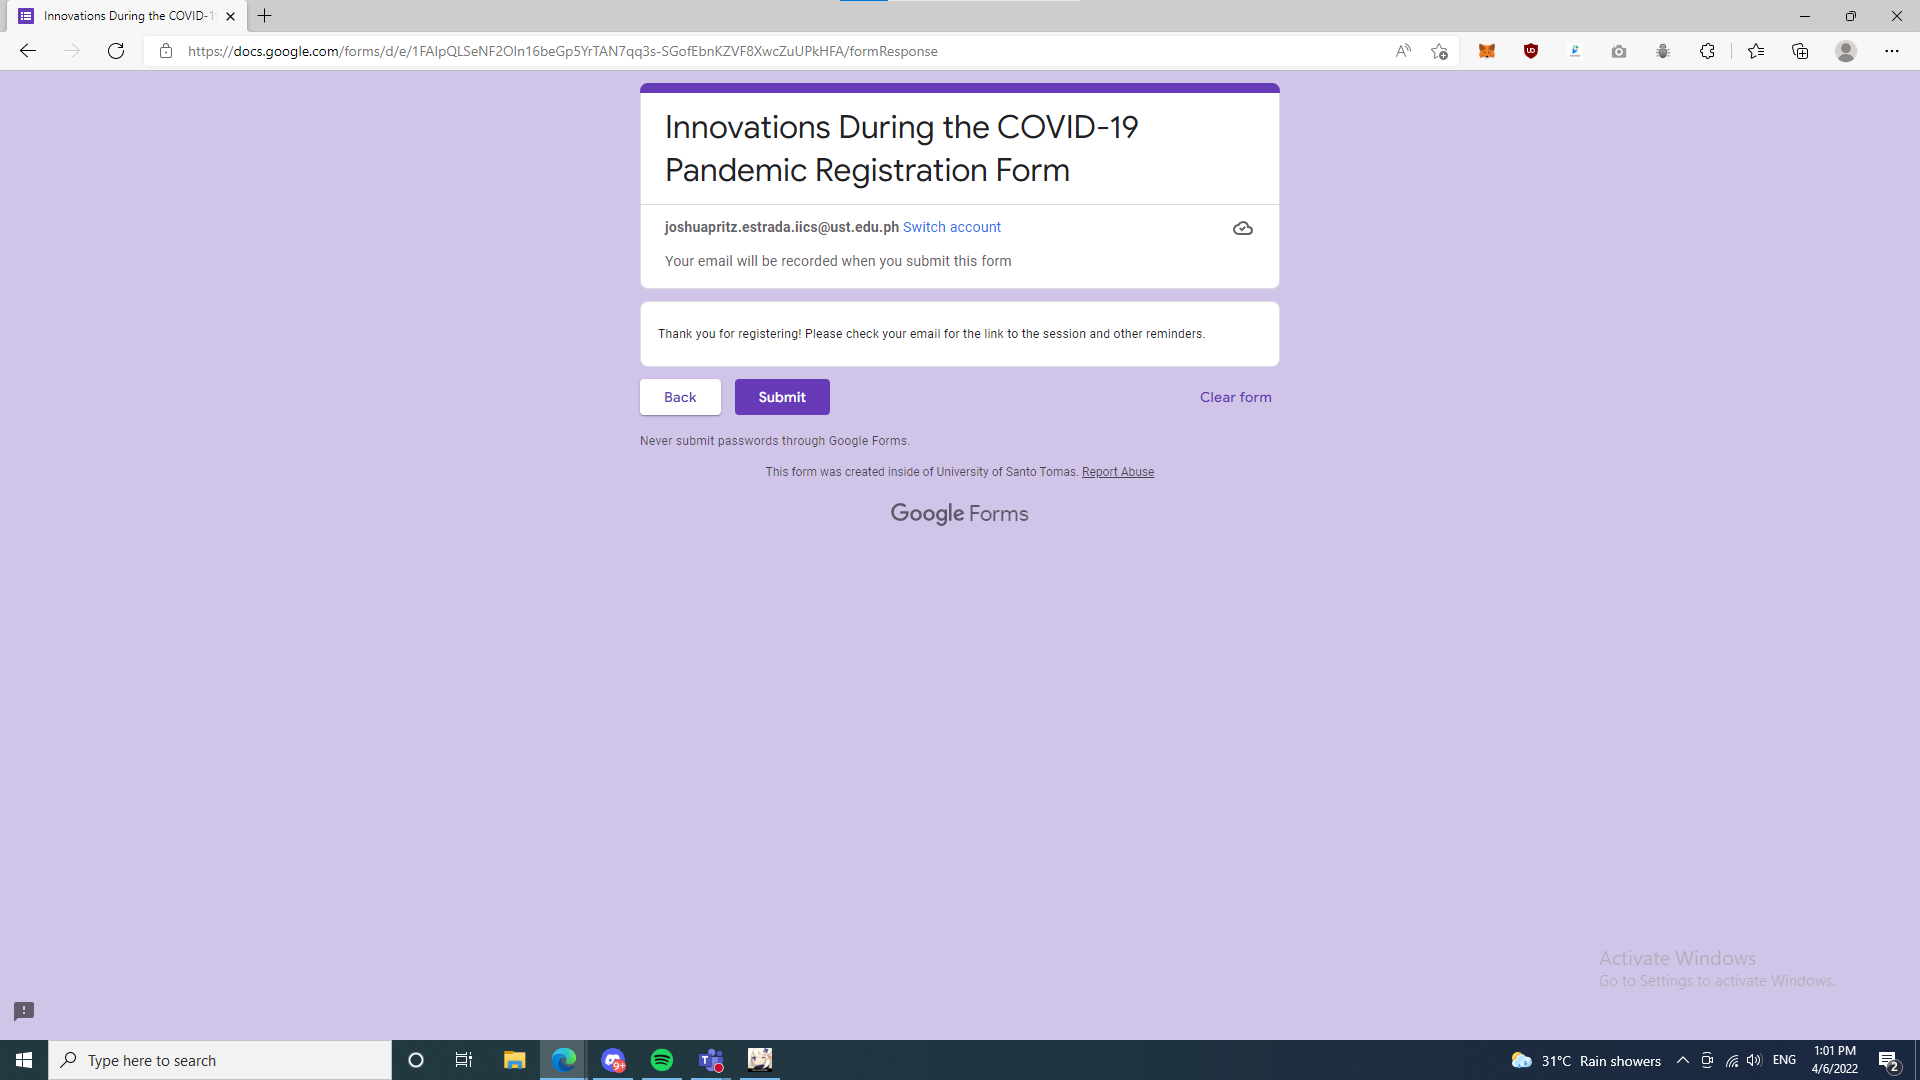 Innovations During the COVID-1
https://docs.google.com/forms/d/e/1FAIpQLSeNF2OIn16beGp5YrTAN7qq3s-SGofEbnKZVF8XwcZuUPkHFA/formResponse
Innovations During the COVID-19
Pandemic Registration Form
joshuapritz.estrada.iics@ust.edu.ph Switch account
Your email will be recorded when you submit this form
Thank you for registering! Please check your email for the link to the session and other reminders.
Back Submit Clear form
Never submit passwords through Google Forms.
This form was created inside of University of Santo Tomas. Report Abuse
Google Forms
Activate Windows
Go to Settings to activate Windows.
Type here to search
9+
31°C Rain showers
ENG
1:01 PM
4/6/2022
2